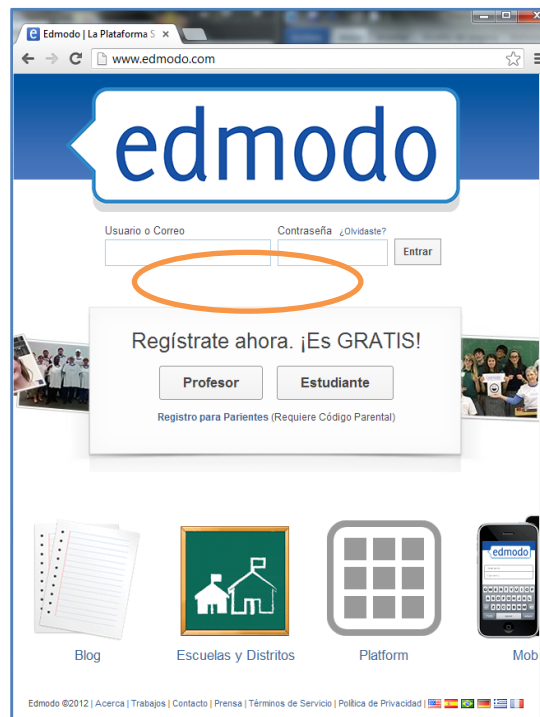 Edmodo | La Plataforma S
www.edmodo.com
edmodo
Usuario o Correo
Contraseña ¿Olvidaste?
Entrar
Regístrate ahora. ¡Es GRATIS!
Profesor
Estudiante
Registro para Parientes (Requiere Código Parental)
edmodo
Blog
Escuelas y Distritos
Platform
Mob
Edmodo ©2012 | Acerca | Trabajos | Contacto | Prensa | Términos de Servicio | Política de Privacidad |